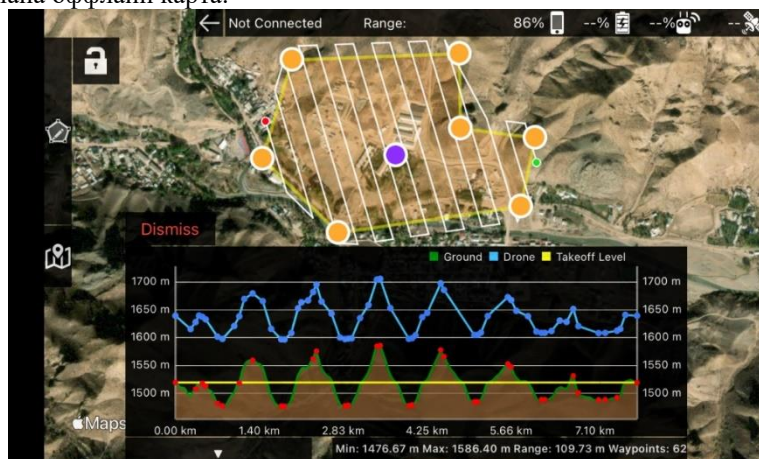 оффлайн карта.
Not Connected Range: 86% --% --% --
Dismiss
Ground Drone Takeoff Level
1700 m 1700 m
1650 m 1650 m
1600 m 1600 m
1550 m 1550 m
1500 m 1500 m
Maps
0.00 km 1.40 km 2.83 km 4.25 km 5.66 km 7.10 km
Min: 1476.67 m Max: 1586.40 m Range: 109.73 m Waypoints: 62